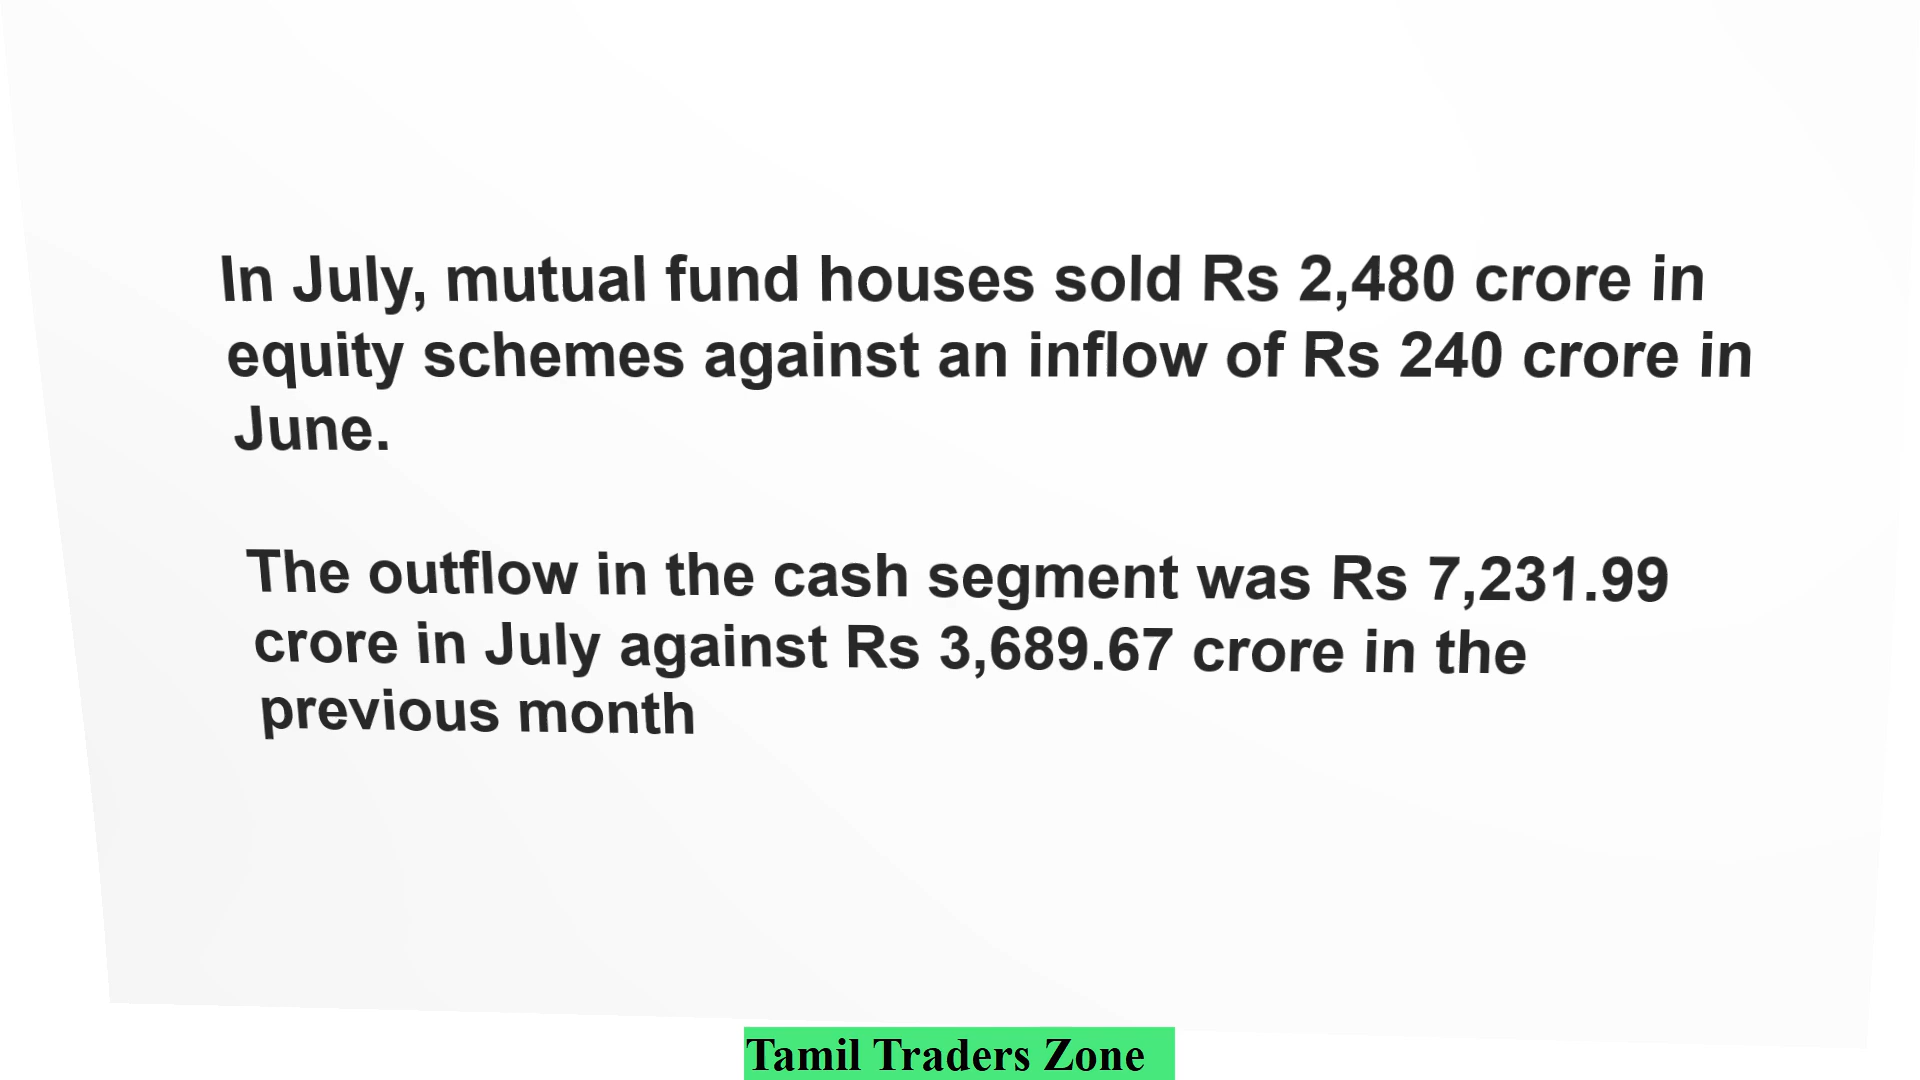 In July, mutual fund houses sold Rs 2,480 crore in
equity schemes against an inflow of Rs 240 crore in
June.
The outflow in the cash segment was Rs 7,231.99
crore in July against Rs 3,689.67 crore in the
previous month
Tamil Traders Zone